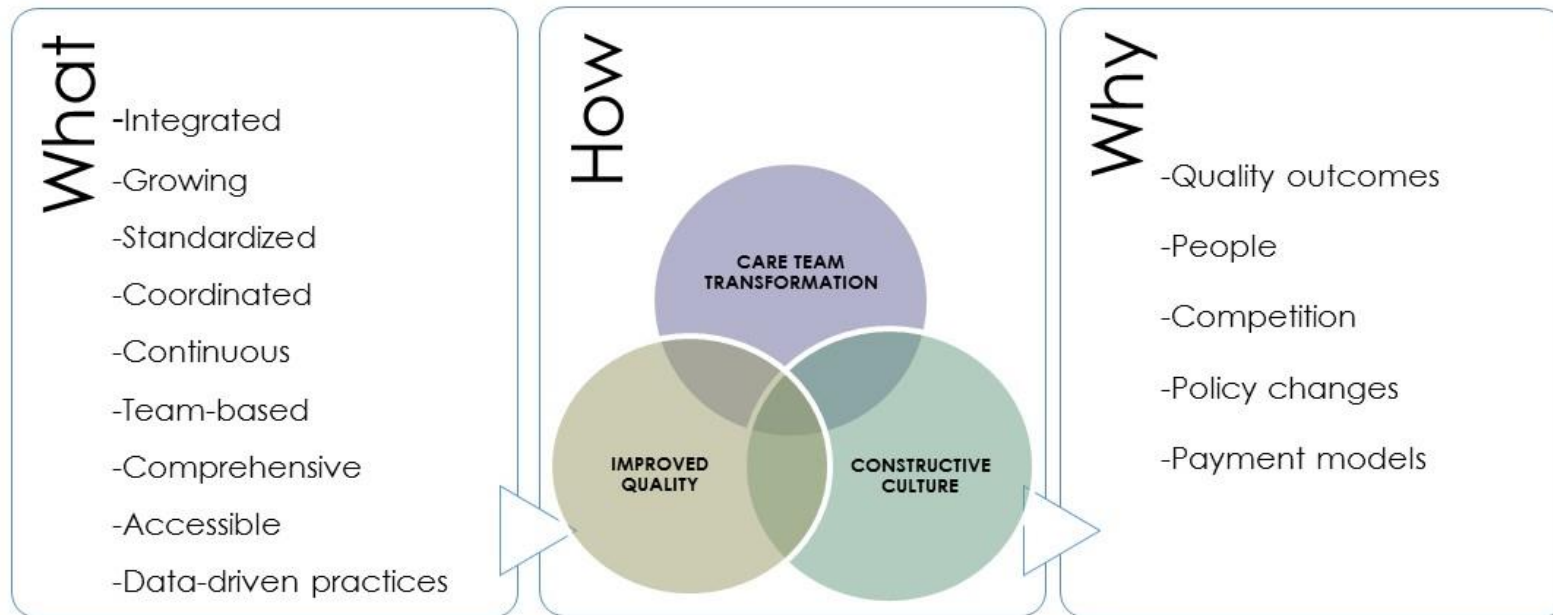 What
-Integrated
-Growing
-Standardized
-Coordinated
-Continuous
-Team-based
-Comprehensive
-Accessible
-Data-driven practices
How
CARE TEAM
TRANSFORMATION
IMPROVED
QUALITY
CONSTRUCTIVE
CULTURE
Why
-Quality outcomes
-People
-Competition
-Policy changes
-Payment models